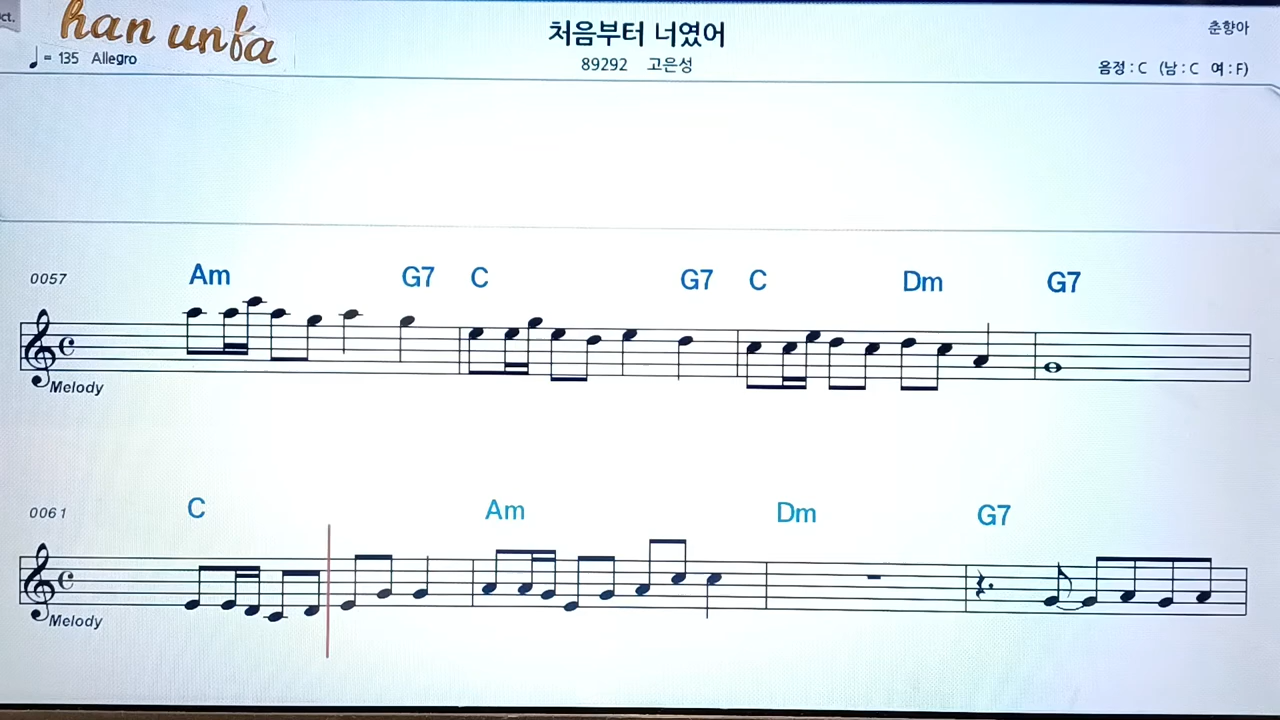 ct.
han unfa
처음부터 너였어
춘향아
♩ = 135 Allegro
89292 고은성
음정 : C (남 : C 여 : F)
0057 Am G7 C G7 C Dm G7
Melody
0061 C Am Dm G7
Melody